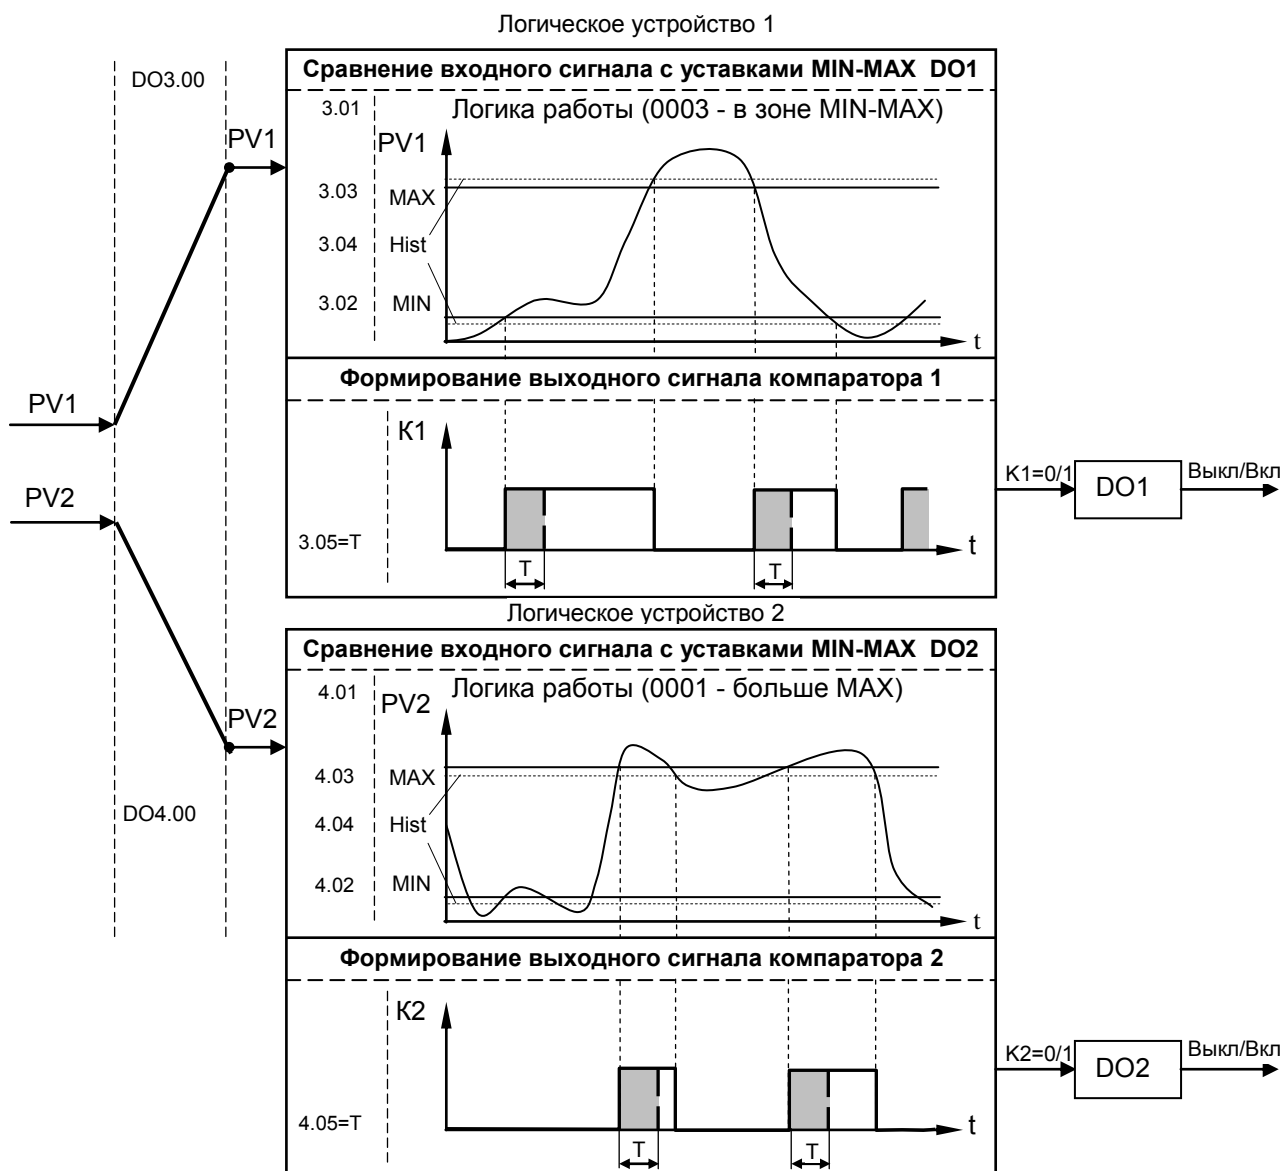 Логическое устройство 1
DO3.00
Сравнение входного сигнала с уставками MIN-MAX DO1
3.01
Логика работы (0003 - в зоне MIN-MAX)
PV1
PV1
3.03
MAX
3.04
Hist
3.02
MIN
t
Формирование выходного сигнала компаратора 1
PV1
К1
K1=0/1
DO1
Выкл/Вкл
PV2
3.05=T
t
T
T
Логическое устройство 2
Сравнение входного сигнала с уставками MIN-MAX DO2
4.01
Логика работы (0001 - больше MAX)
PV2
PV2
4.03
MAX
DO4.00
4.04
Hist
4.02
MIN
t
Формирование выходного сигнала компаратора 2
К2
K2=0/1
DO2
Выкл/Вкл
4.05=T
t
T
T